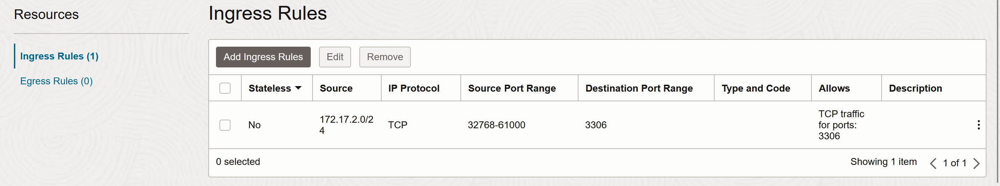 Resources
Ingress Rules (1)
Egress Rules (0)
Ingress Rules
Add Ingress Rules Edit Remove
Stateless Source IP Protocol Source Port Range Destination Port Range Type and Code Allows Description
No 172.17.2.0/2
4 TCP 32768-61000 3306 TCP traffic
for ports:
3306
0 selected Showing 1 item 1 of 1